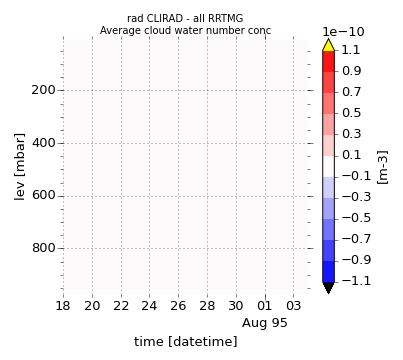 rad CLIRAD - all RRTMG
Average cloud water number conc
1e-10
1.1
0.9
0.7
0.5
0.3
0.1
−0.1
−0.3
−0.5
−0.7
−0.9
−1.1
[m-3]
200
400
600
800
lev [mbar]
18 20 22 24 26 28 30 01 03
Aug 95
time [datetime]